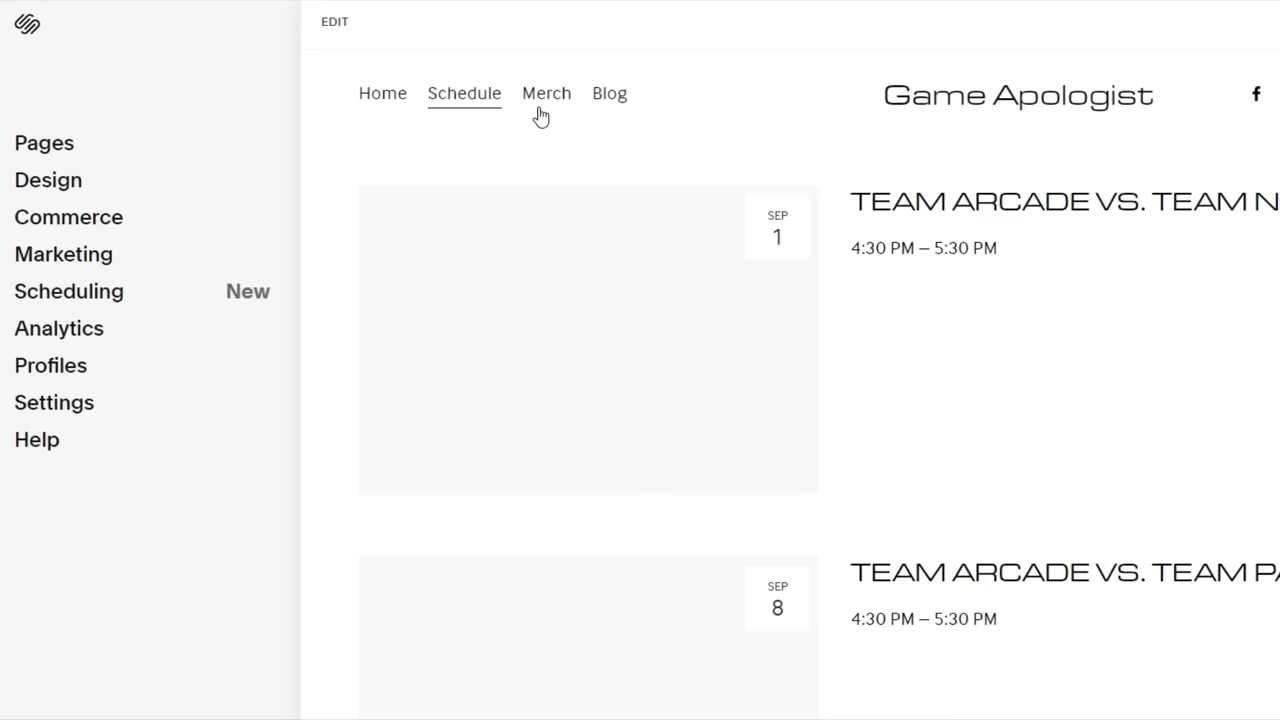 EDIT
Home Schedule Merch Blog
Game Apologist
Pages
Design
Commerce
Marketing
Scheduling New
Analytics
Profiles
Settings
Help
SEP
1
TEAM ARCADE VS. TEAM N
4:30 PM – 5:30 PM
SEP
8
TEAM ARCADE VS. TEAM PA
4:30 PM – 5:30 PM